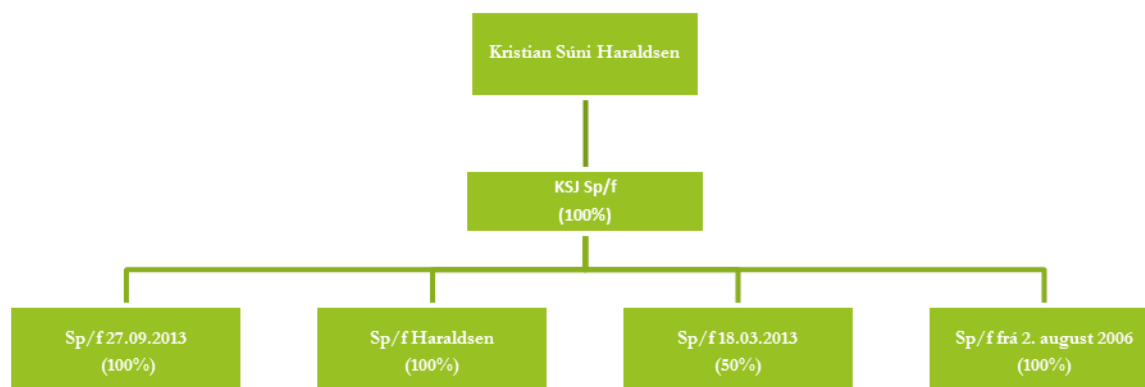 Kristian Súni Haraldsen
KSJ Sp/f
(100%)
Sp/f 27.09.2013
(100%)
Sp/f Haraldsen
(100%)
Sp/f 18.03.2013
(50%)
Sp/f frá 2. august 2006
(100%)